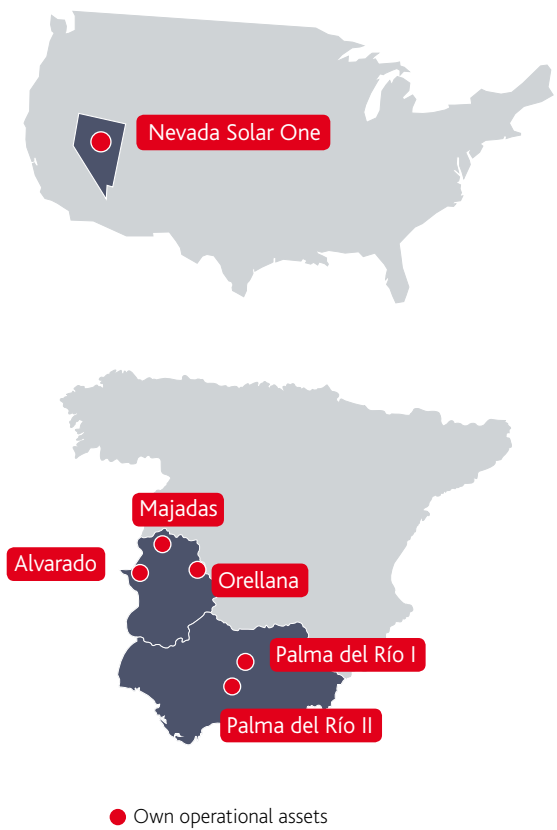 Nevada Solar One
Majadas
Alvarado
Orellana
Palma del Río I
Palma del Río II
Own operational assets